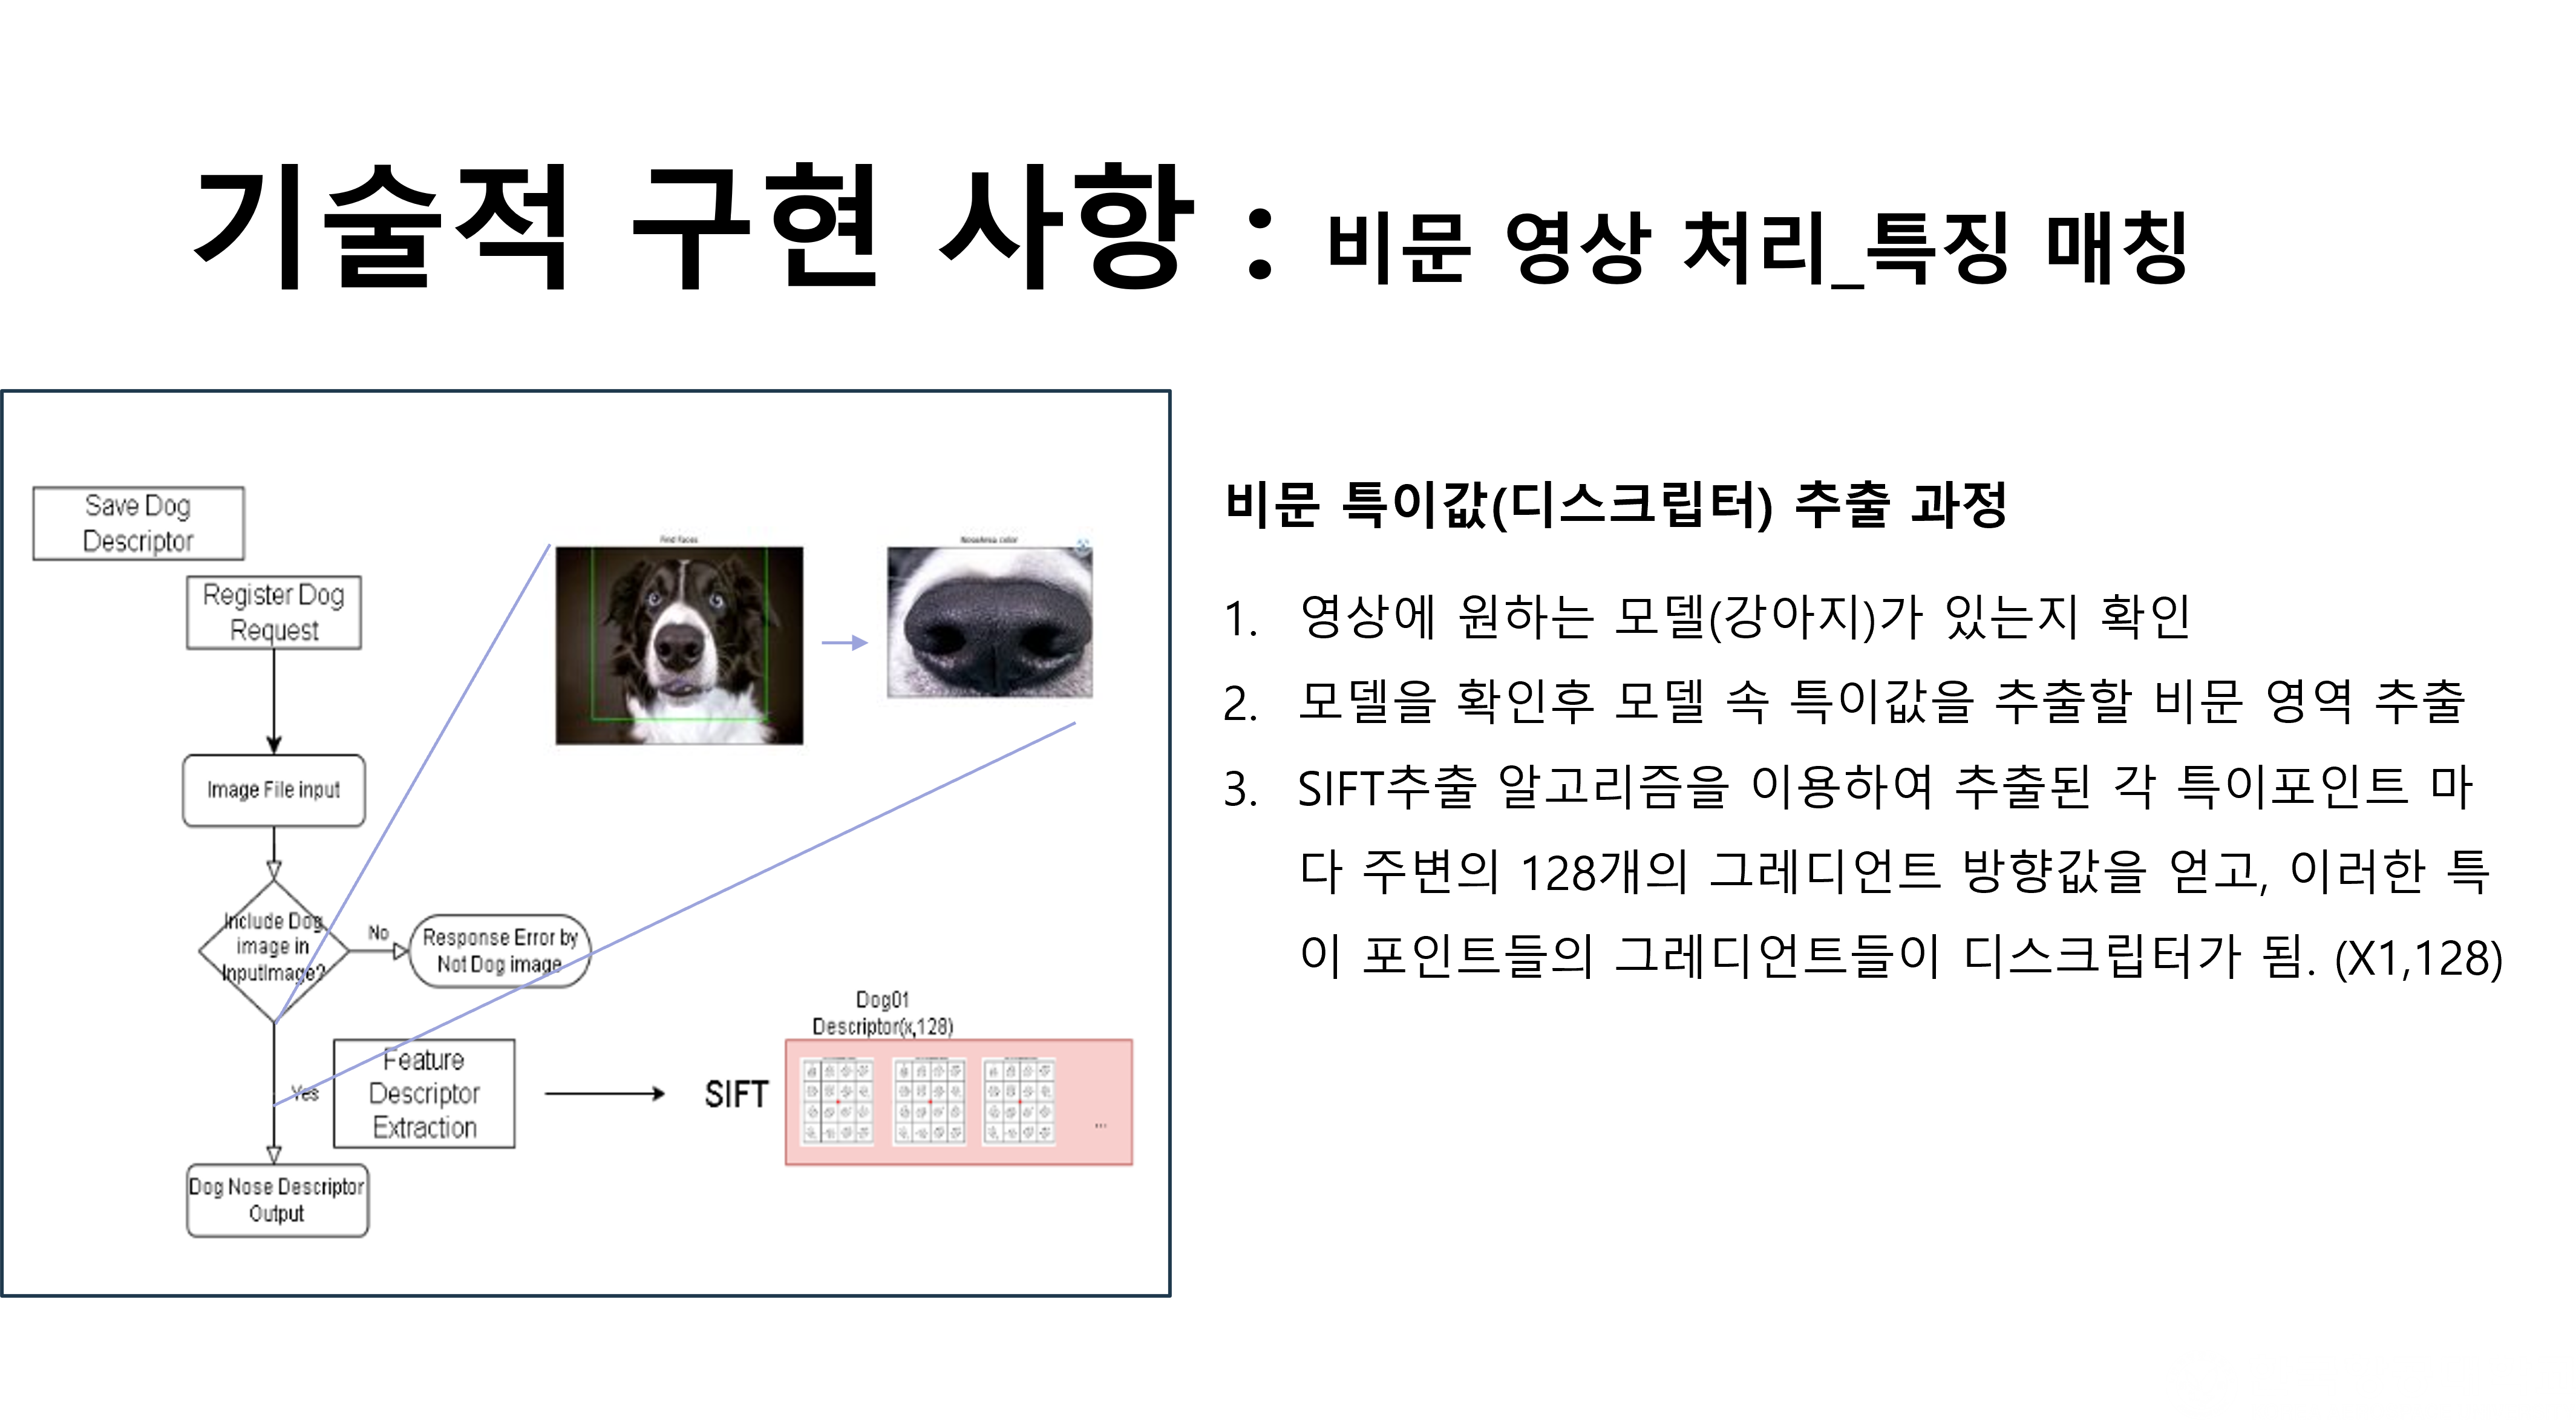 기술적 구현 사항 : 비문 영상 처리_특징 매칭
Save Dog
Descriptor
Register Dog
Request
Image File input
Include Dog
image in
InputImage?
No
Response Error by
Not Dog image
Yes
Feature
Descriptor
Extraction
Dog Nose Descriptor
Output
Find Faces
NoseArea color
SIFT
Dog01
Descriptor(x,128)
...
비문 특이값(디스크립터) 추출 과정
1. 영상에 원하는 모델(강아지)가 있는지 확인
2. 모델을 확인후 모델 속 특이값을 추출할 비문 영역 추출
3. SIFT추출 알고리즘을 이용하여 추출된 각 특이포인트 마
다 주변의 128개의 그레디언트 방향값을 얻고, 이러한 특
이 포인트들의 그레디언트들이 디스크립터가 됨. (X1,128)